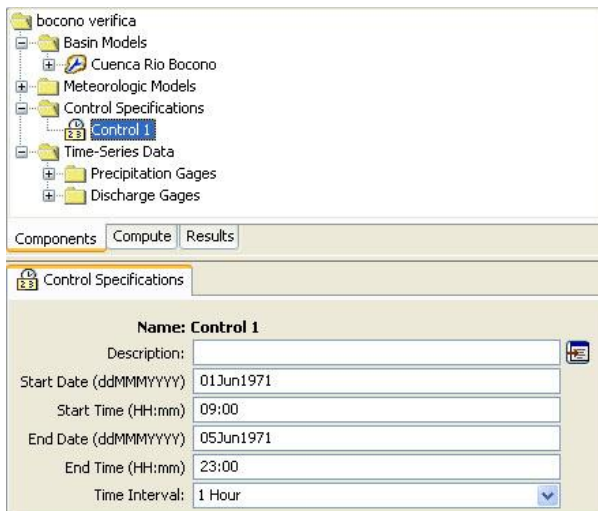 bocono verifica
Basin Models
Cuenca Rio Bocono
Meteorologic Models
Control Specifications
Control 1
Time-Series Data
Precipitation Gages
Discharge Gages
Components Compute Results
Control Specifications
Name: Control 1
Description:
Start Date (ddMMMYYYY) 01Jun1971
Start Time (HH:mm) 09:00
End Date (ddMMMYYYY) 05Jun1971
End Time (HH:mm) 23:00
Time Interval: 1 Hour